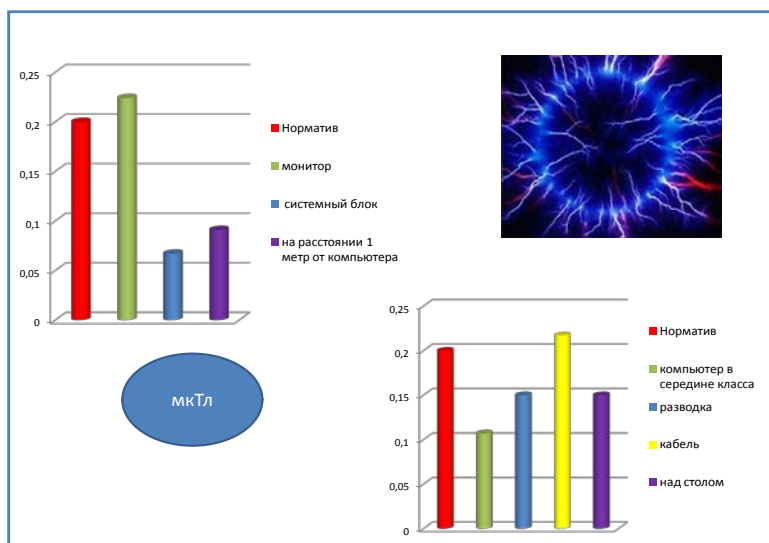 0,25
0,2
0,15
0,1
0,05
0
Норматив
монитор
системный блок
на расстоянии 1
метр от компьютера
мкТл
0,25
0,2
0,15
0,1
0,05
0
Норматив
компьютер в
середине класса
разводка
кабель
над столом